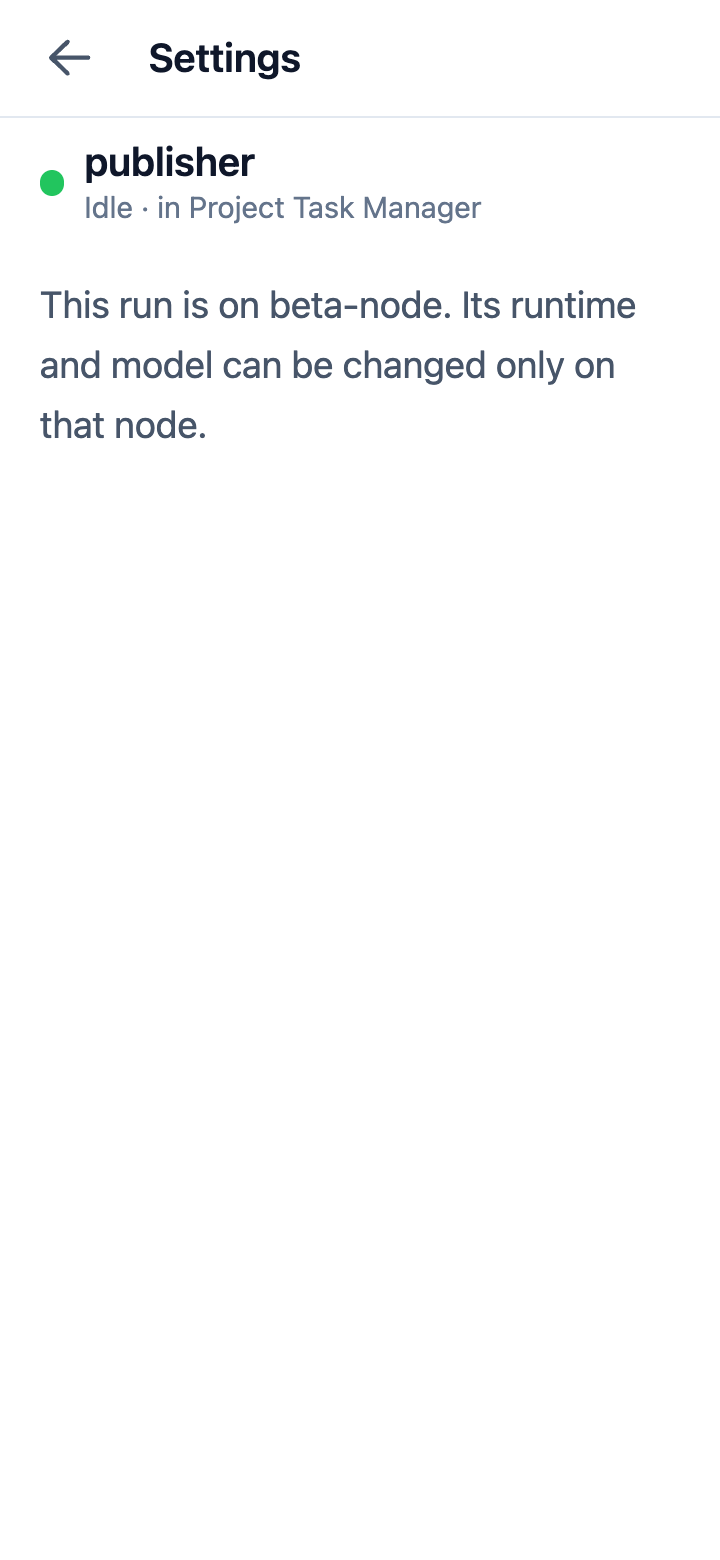 Settings
publisher
Idle · in Project Task Manager
This run is on beta-node. Its runtime
and model can be changed only on
that node.